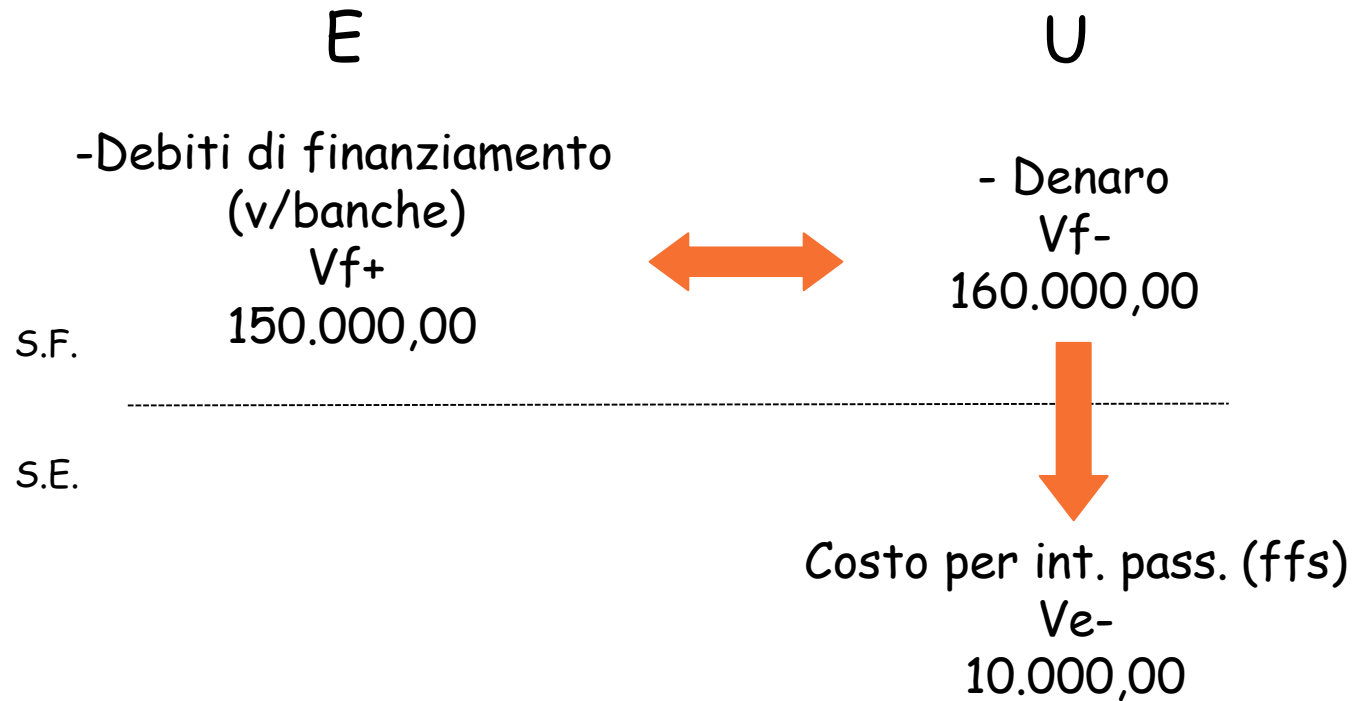 E
U
-Debiti di finanziamento
(v/banche)
Vf+
150.000,00
- Denaro
Vf-
160.000,00
S.F.
S.E.
Costo per int. pass. (ffs)
Ve-
10.000,00